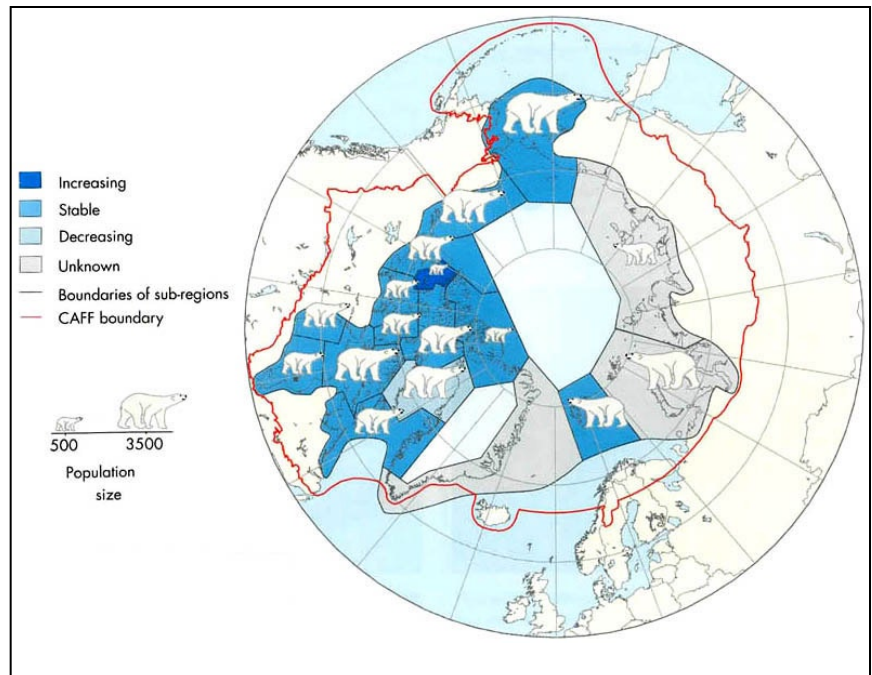 Increasing
Stable
Decreasing
Unknown
Boundaries of sub-regions
CAFF boundary
500 3500
Population
size